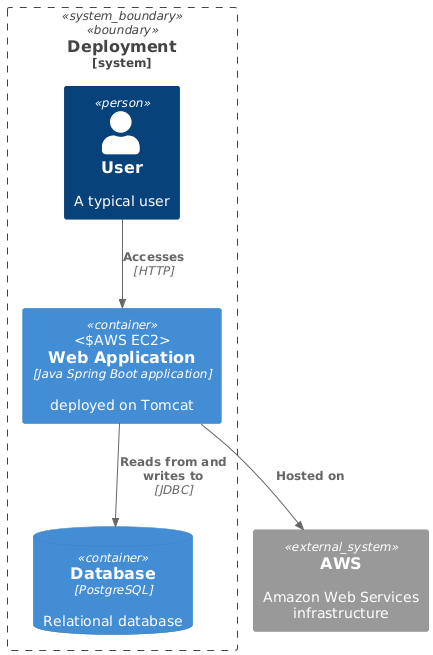 «system_boundary»
«boundary»
Deployment
[system]
«person»
User
A typical user
Accesses
[HTTP]
«container»
<$AWS EC2>
Web Application
[Java Spring Boot application]
deployed on Tomcat
Reads from and
writes to
[JDBC]
Hosted on
«container»
Database
[PostgreSQL]
Relational database
«external_system»
AWS
Amazon Web Services
infrastructure